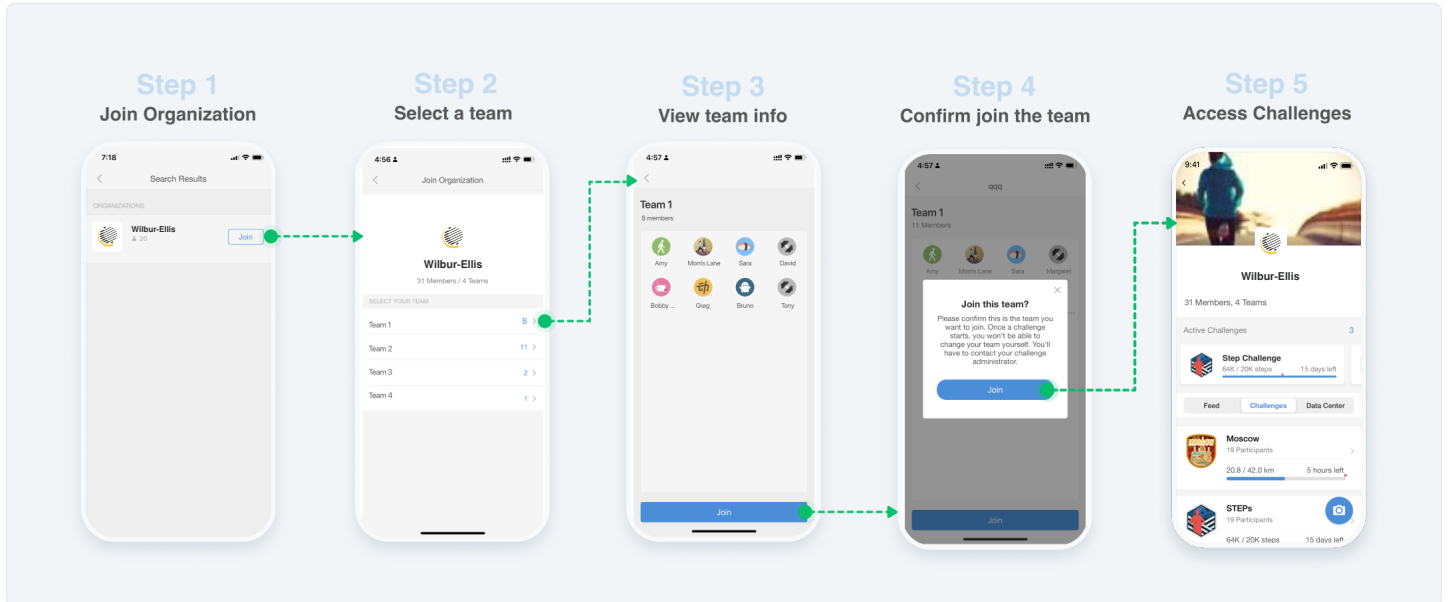 Step 1
Join Organization
7:18
Search Results
ORGANIZATIONS
Wilbur-Ellis
20
Join
Step 2
Select a team
4:56
Join Organization
Wilbur-Ellis
31 Members / 4 Teams
SELECT YOUR TEAM
Team 1 8
Team 2 11
Team 3 2
Team 4 1
Step 3
View team info
4:57
Team 1
8 members
Amy Morris Lane Sara David
动
Bobby ... Greg Bruno Tony
Join
Step 4
Confirm join the team
4:57
qqq
Team 1
11 Members
Amy Morris Lane Sara Margaret
Join this team?
Please confirm this is the team you
want to join. Once a challenge
starts, you won't be able to
change your team yourself. You'll
have to contact your challenge
administrator.
...
Join
Join
Step 5
Access Challenges
9:41
Wilbur-Ellis
31 Members, 4 Teams
Active Challenges 3
Step Challenge
64K / 20K steps 15 days left
Feed Challenges Data Center
Moscow
19 Participants
20.8 / 42.0 km 5 hours left
STEPs
19 Participants
64K / 20K steps 15 days left